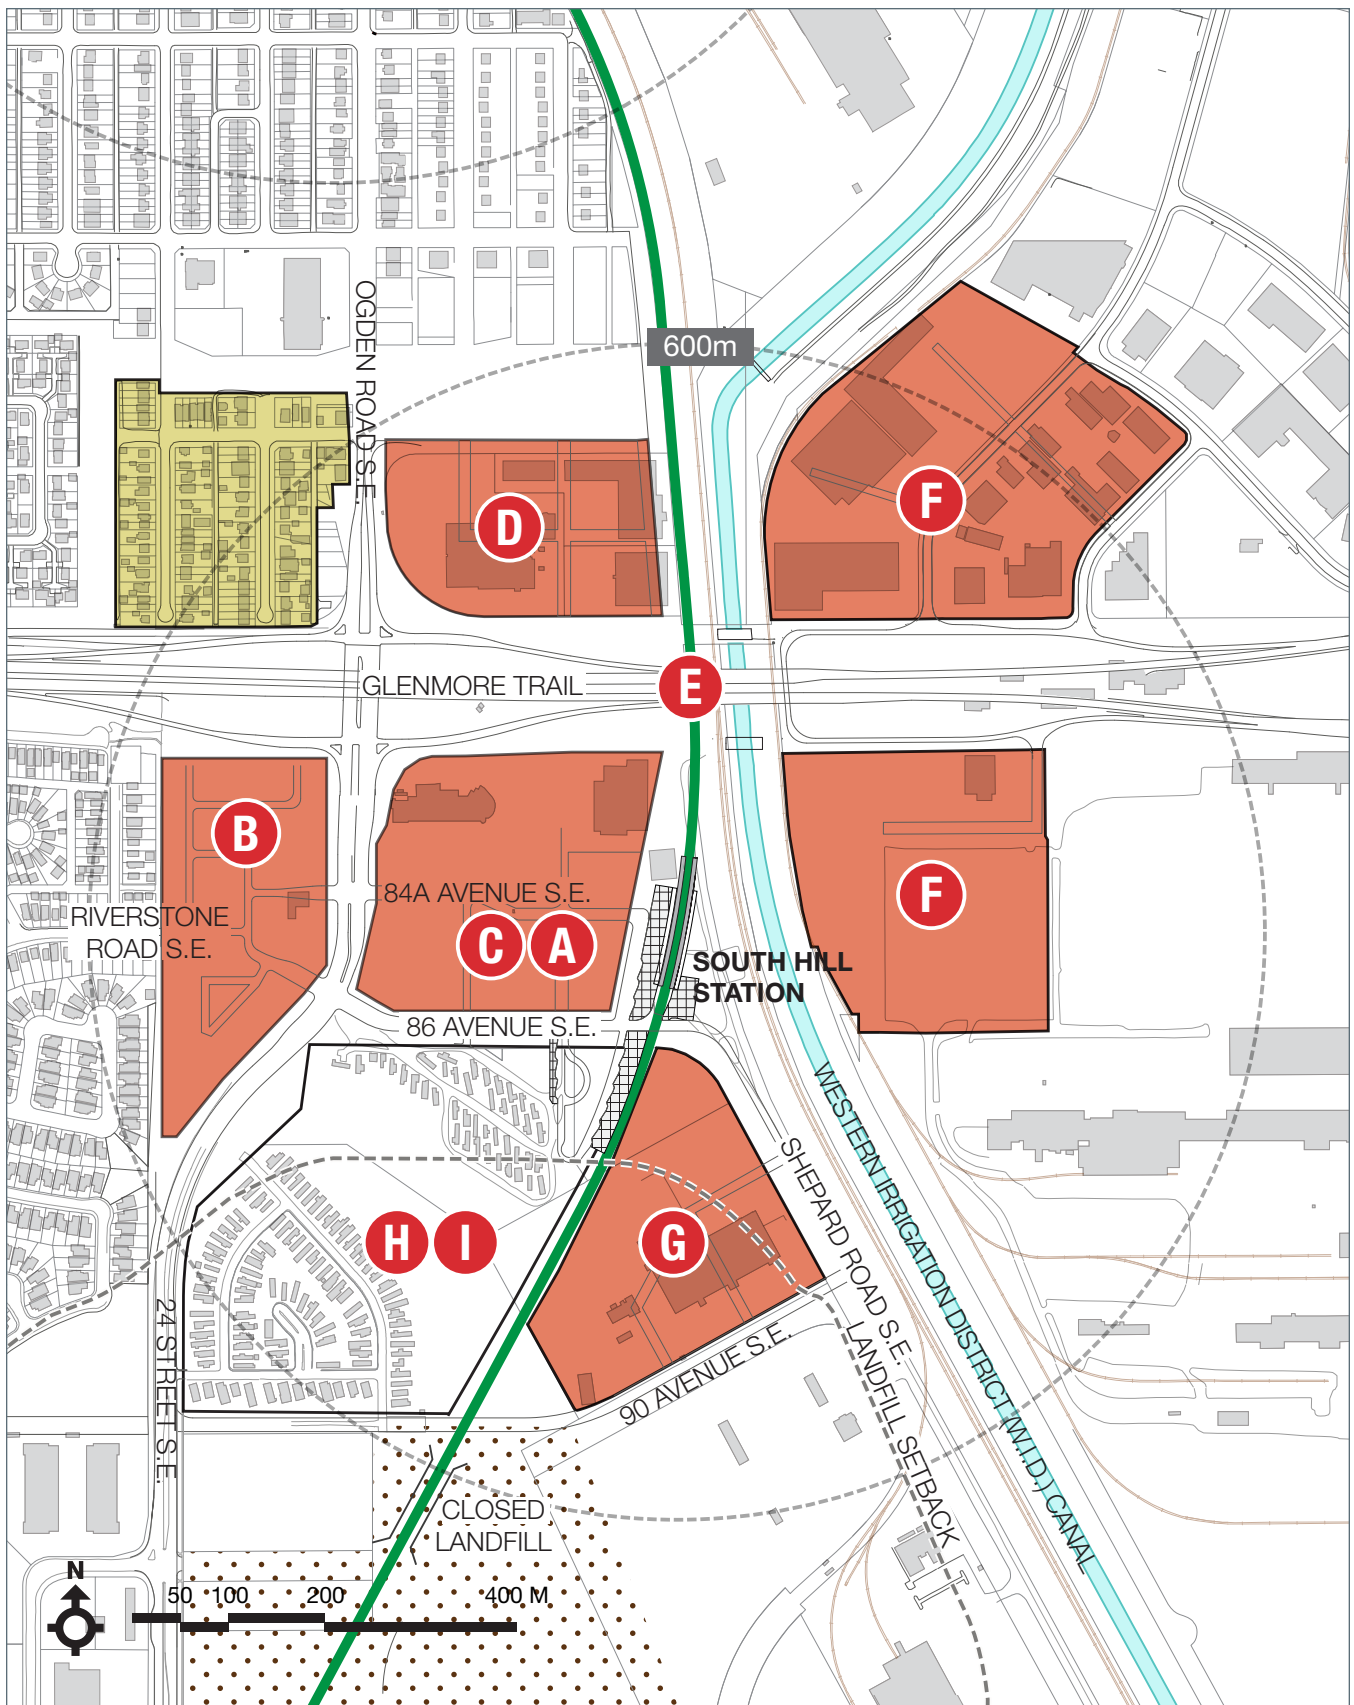 OGDEN ROAD S.E.
600m
D
F
E
GLENMORE TRAIL
B
F
84A AVENUE S.E.
RIVERSTONE
ROAD S.E.
C A
SOUTH HILL
STATION
86 AVENUE S.E.
WESTERN IRRIGATION DISTRICT (W.I.D.) CANAL
SHEPARD ROAD S.E.
H I
G
24 STREET S.E.
LANDFILL SETBACK
90 AVENUE S.E.
CLOSED
LANDFILL
N
50 100 200 400 M